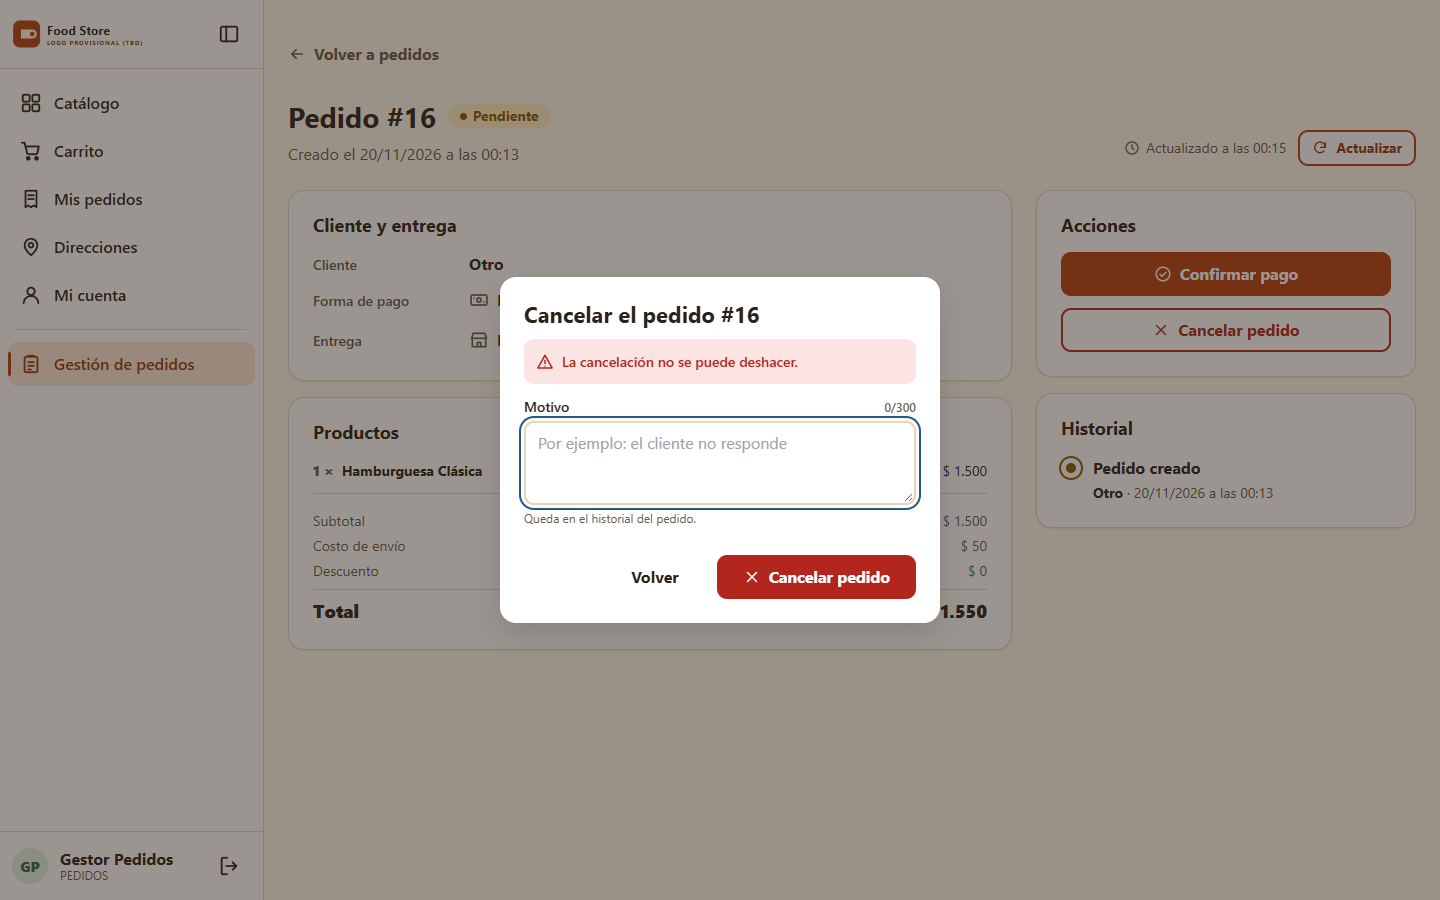 Food Store
LOGO PROVISIONAL (TBD)
Catálogo
Carrito
Mis pedidos
Direcciones
Mi cuenta
Gestión de pedidos
GP
Gestor Pedidos
PEDIDOS
Volver a pedidos
Pedido #16
Pendiente
Creado el 20/11/2026 a las 00:13
Actualizado a las 00:15
Actualizar
Cliente y entrega
Cliente
Otro
Forma de pago
Entrega
Productos
1 × Hamburguesa Clásica
$ 1.500
Subtotal
$ 1.500
Costo de envío
$ 50
Descuento
$ 0
Total
1.550
Acciones
Confirmar pago
Cancelar pedido
Historial
Pedido creado
Otro · 20/11/2026 a las 00:13
Cancelar el pedido #16
La cancelación no se puede deshacer.
Motivo
0/300
Por ejemplo: el cliente no responde
Queda en el historial del pedido.
Volver
Cancelar pedido